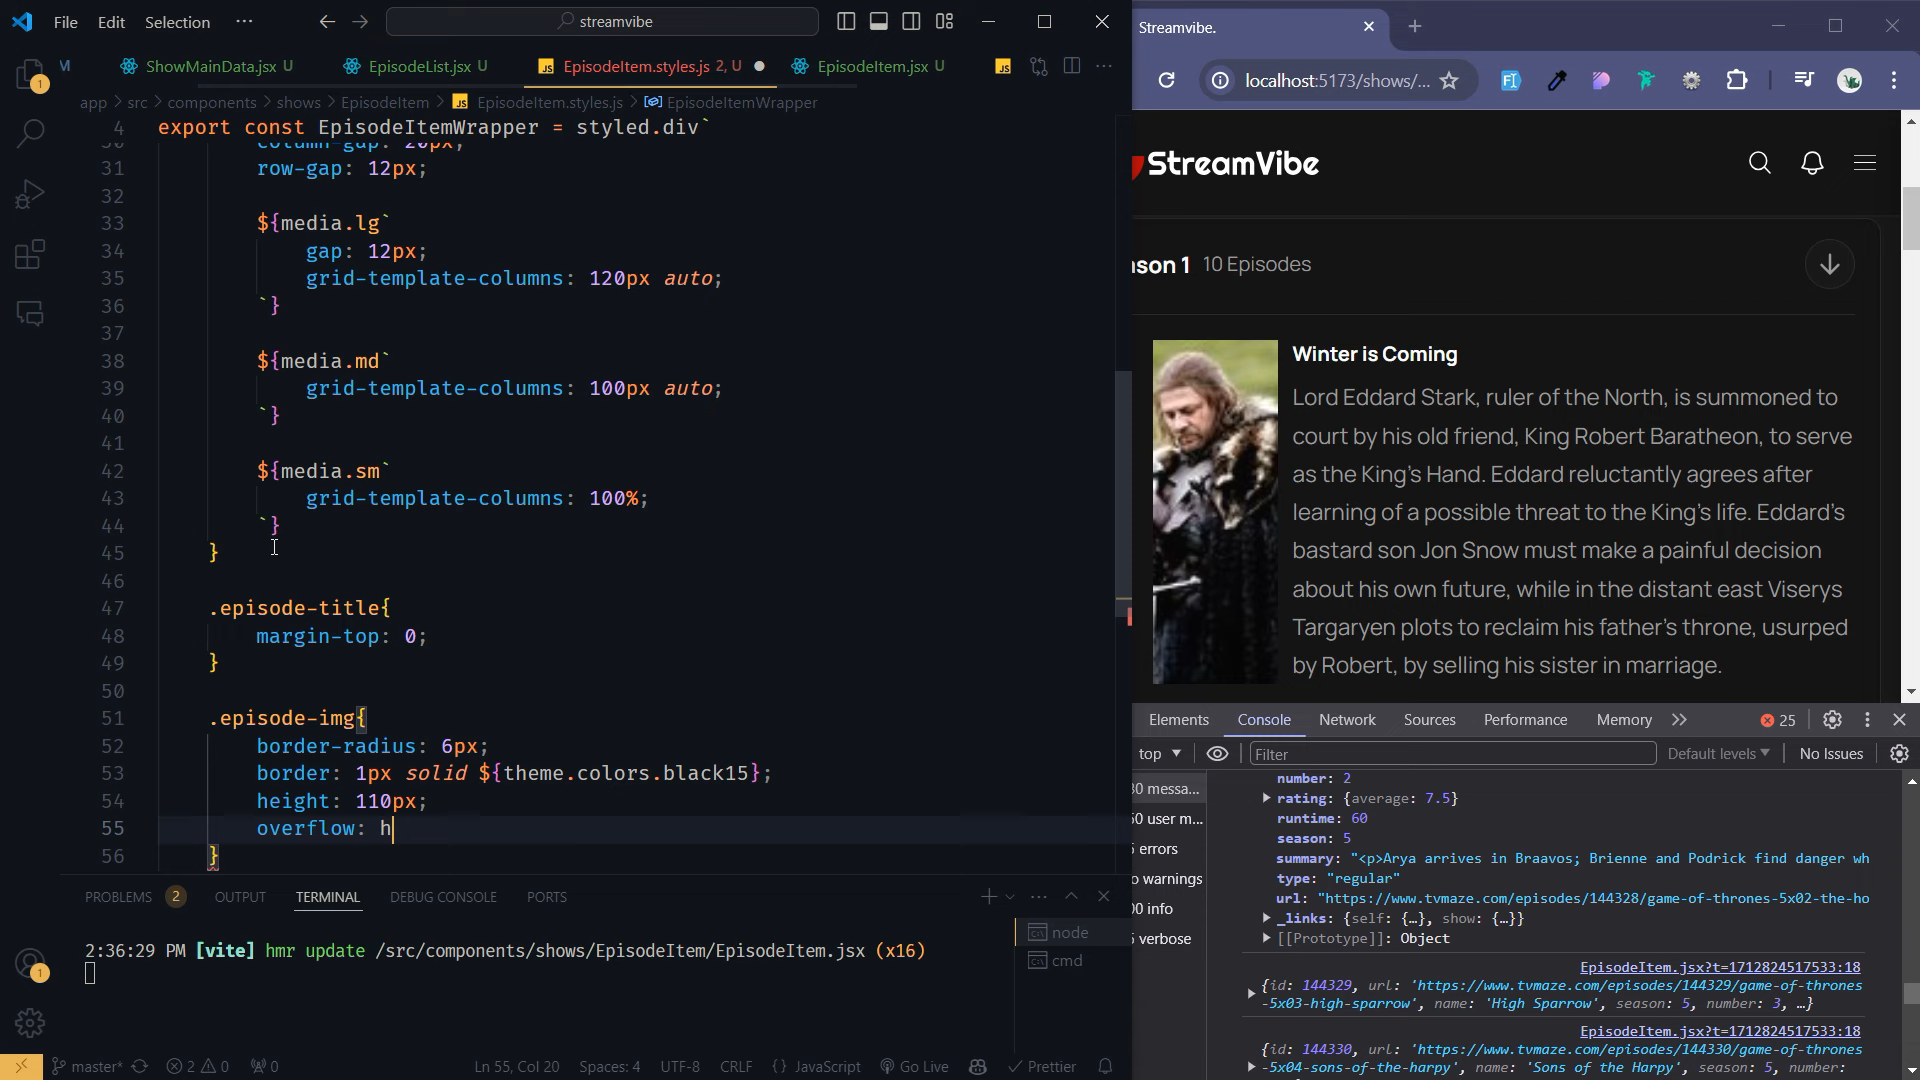 File Edit Selection ··· streamvibe
M ShowMainData.jsx U EpisodeList.jsx U EpisodeItem.styles.js 2, U EpisodeItem.jsx U
app > src > components > shows > EpisodeItem > EpisodeItem.styles.js > EpisodeItemWrapper
4 export const EpisodeItemWrapper = styled.div`
30 column-gap: 20px;
31 row-gap: 12px;
32
33 ${media.lg`
34 gap: 12px;
35 grid-template-columns: 120px auto;
36 `}
37
38 ${media.md`
39 grid-template-columns: 100px auto;
40 `}
41
42 ${media.sm`
43 grid-template-columns: 100%;
44 `}
45 }
46
47 .episode-title{
48 margin-top: 0;
49 }
50
51 .episode-img{
52 border-radius: 6px;
53 border: 1px solid ${theme.colors.black15};
54 height: 110px;
55 overflow: h
56 }
PROBLEMS 2 OUTPUT TERMINAL DEBUG CONSOLE PORTS
2:36:29 PM [vite] hmr update /src/components/shows/EpisodeItem/EpisodeItem.jsx (x16)
node
cmd
1
1
master* 2 0 0 Ln 55, Col 20 Spaces: 4 UTF-8 CRLF {} JavaScript Go Live Prettier
Streamvibe.
localhost:5173/shows/...
StreamVibe
son 1 10 Episodes
Winter is Coming
Lord Eddard Stark, ruler of the North, is summoned to
court by his old friend, King Robert Baratheon, to serve
as the King's Hand. Eddard reluctantly agrees after
learning of a possible threat to the King's life. Eddard's
bastard son Jon Snow must make a painful decision
about his own future, while in the distant east Viserys
Targaryen plots to reclaim his father's throne, usurped
by Robert, by selling his sister in marriage.
Elements Console Network Sources Performance Memory 25
top Filter Default levels No Issues
0 messa...
0 user m...
errors
warnings
0 info
verbose
number: 2
rating: {average: 7.5}
runtime: 60
season: 5
summary: "<p>Arya arrives in Braavos; Brienne and Podrick find danger wh
type: "regular"
url: "https://www.tvmaze.com/episodes/144328/game-of-thrones-5x02-the-ho
_links: {self: {…}, show: {…}}
[[Prototype]]: Object
EpisodeItem.jsx?t=1712824517533:18
{id: 144329, url: 'https://www.tvmaze.com/episodes/144329/game-of-thrones
-5x03-high-sparrow', name: 'High Sparrow', season: 5, number: 3, …}
EpisodeItem.jsx?t=1712824517533:18
{id: 144330, url: 'https://www.tvmaze.com/episodes/144330/game-of-thrones
-5x04-sons-of-the-harpy', name: 'Sons of the Harpy', season: 5, number: